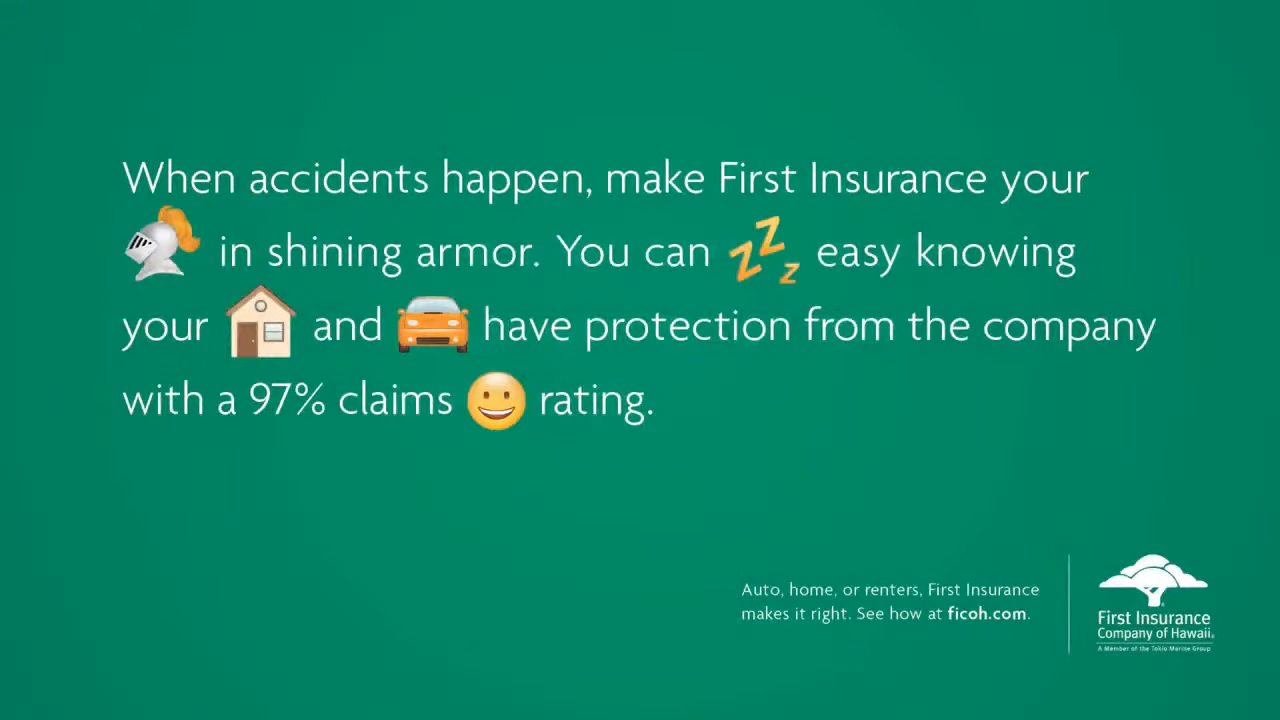 When accidents happen, make First Insurance your
in shining armor. You can 💤 easy knowing
your and have protection from the company
with a 97% claims rating.
Auto, home, or renters, First Insurance
makes it right. See how at ficoh.com.
First Insurance
Company of Hawaii®
A Member of the Tokio Marine Group